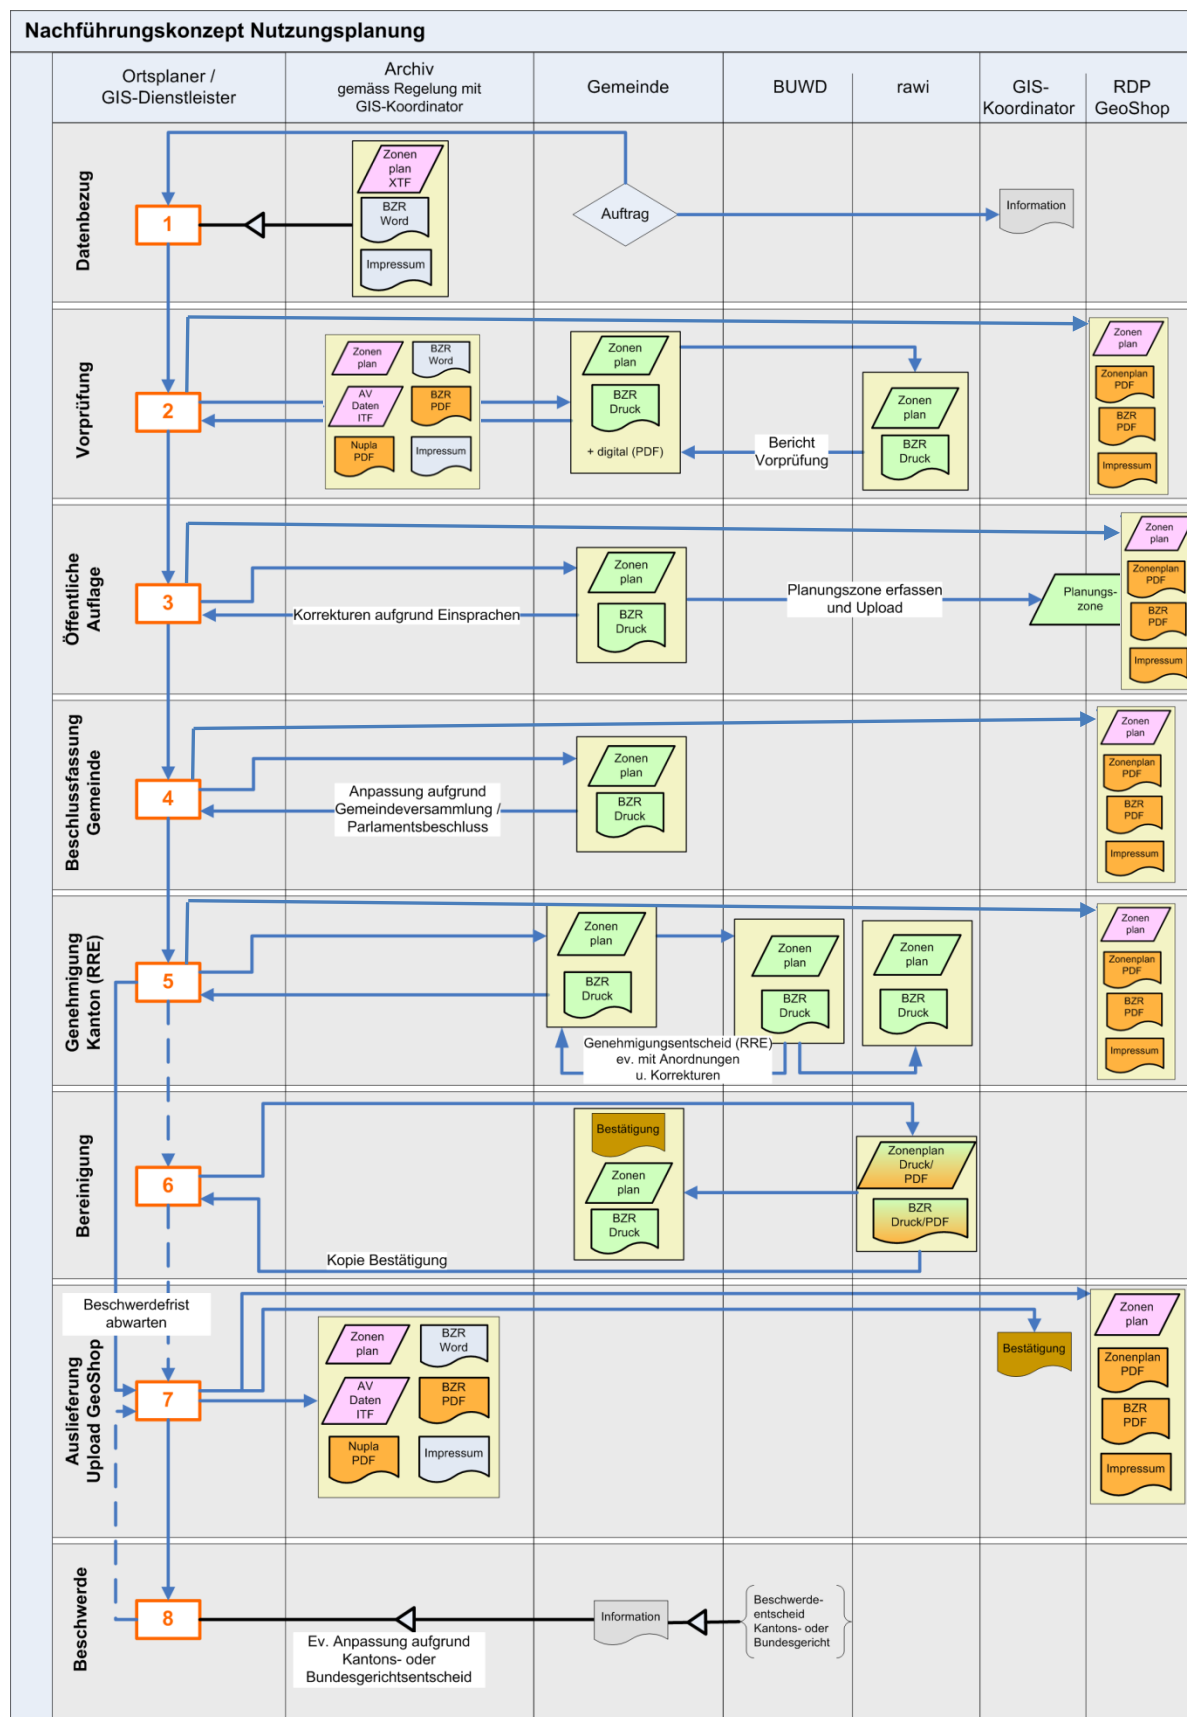 Nachführungskonzept Nutzungsplanung
Ortsplaner /
GIS-Dienstleister
Archiv
gemäss Regelung mit
GIS-Koordinator
Gemeinde
BUWD
rawi
GIS-
Koordinator
RDP
GeoShop
Datenbezug
1
Zonen
plan
XTF
BZR
Word
Impressum
Auftrag
Information
Vorprüfung
2
Zonen
plan
BZR
Word
AV
Daten
ITF
BZR
PDF
Nupla
PDF
Impressum
Zonen
plan
BZR
Druck
+ digital (PDF)
Bericht
Vorprüfung
Zonen
plan
BZR
Druck
Zonen
plan
Zonenplan
PDF
BZR
PDF
Impressum
Öffentliche
Auflage
3
Korrekturen aufgrund Einsprachen
Zonen
plan
BZR
Druck
Planungszone erfassen
und Upload
Planungs-
zone
Zonen
plan
Zonenplan
PDF
BZR
PDF
Impressum
Beschlussfassung
Gemeinde
4
Anpassung aufgrund
Gemeindeversammlung /
Parlamentsbeschluss
Zonen
plan
BZR
Druck
Zonen
plan
Zonenplan
PDF
BZR
PDF
Impressum
Genehmigung
Kanton (RRE)
5
Zonen
plan
BZR
Druck
Zonen
plan
BZR
Druck
Zonen
plan
BZR
Druck
Genehmigungsentscheid (RRE)
ev. mit Anordnungen
u. Korrekturen
Zonen
plan
Zonenplan
PDF
BZR
PDF
Impressum
Bereinigung
6
Kopie Bestätigung
Bestätigung
Zonen
plan
BZR
Druck
Zonenplan
Druck/
PDF
BZR
Druck/PDF
Auslieferung
Upload GeoShop
Beschwerdefrist
abwarten
7
Zonen
plan
BZR
Word
AV
Daten
ITF
BZR
PDF
Nupla
PDF
Impressum
Bestätigung
Zonen
plan
Zonenplan
PDF
BZR
PDF
Impressum
Beschwerde
8
Ev. Anpassung aufgrund
Kantons- oder
Bundesgerichtsentscheid
Information
Beschwerde-
entscheid
Kantons- oder
Bundesgericht